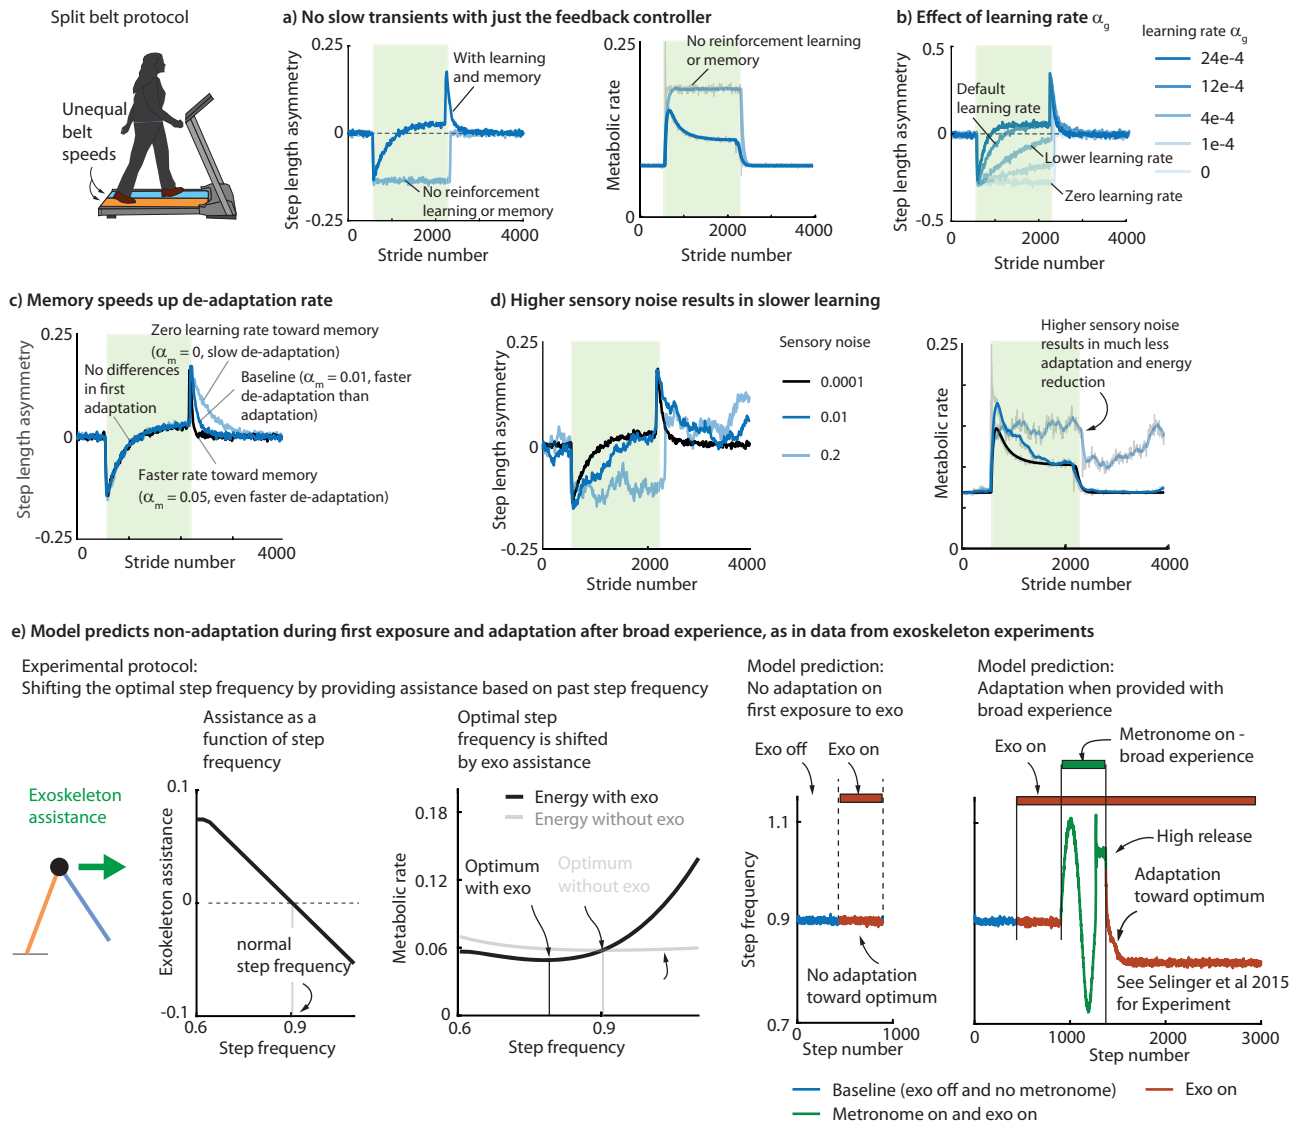 Split belt protocol
Unequal
belt
speeds
a) No slow transients with just the feedback controller
0.25
Step length asymmetry
0
-0.25
With learning
and memory
No reinforcement
learning or memory
0
2000
4000
Stride number
0.25
Metabolic rate
0
No reinforcement learning
or memory
0
2000
4000
Stride number
b) Effect of learning rate αg
0.5
Step length asymmetry
0
-0.5
Default
learning rate
Lower learning rate
Zero learning rate
0
2000
4000
Stride number
learning rate αg
24e-4
12e-4
4e-4
1e-4
0
c) Memory speeds up de-adaptation rate
0.25
Step length asymmetry
0
-0.25
Zero learning rate toward memory
(αm = 0, slow de-adaptation)
No differences
in first
adaptation
Baseline (αm = 0.01, faster
de-adaptation than
adaptation)
Faster rate toward memory
(αm = 0.05, even faster de-adaptation)
0
4000
Stride number
d) Higher sensory noise results in slower learning
0.25
Step length asymmetry
0
-0.25
0
2000
4000
Stride number
Sensory noise
0.0001
0.01
0.2
0.25
Metabolic rate
0
Higher sensory noise
results in much less
adaptation and energy
reduction
0
2000
4000
Stride number
e) Model predicts non-adaptation during first exposure and adaptation after broad experience, as in data from exoskeleton experiments
Experimental protocol:
Shifting the optimal step frequency by providing assistance based on past step frequency
Exoskeleton
assistance
Assistance as a
function of step
frequency
0.1
Exokeleton assistance
0
-0.1
normal
step frequency
0.6
0.9
Step frequency
Optimal step
frequency is shifted
by exo assistance
0.18
0.12
0.06
0
Metabolic rate
Energy with exo
Energy without exo
Optimum
with exo
Optimum
without exo
0.6
0.9
Step frequency
Model prediction:
No adaptation on
first exposure to exo
Exo off
Exo on
1.1
0.9
0.7
Step frequency
No adaptation
toward optimum
0
1000
Step number
Model prediction:
Adaptation when provided with
broad experience
Exo on
Metronome on -
broad experience
High release
Adaptation
toward optimum
See Selinger et al 2015
for Experiment
1000
2000
3000
Step number
Baseline (exo off and no metronome)
Exo on
Metronome on and exo on